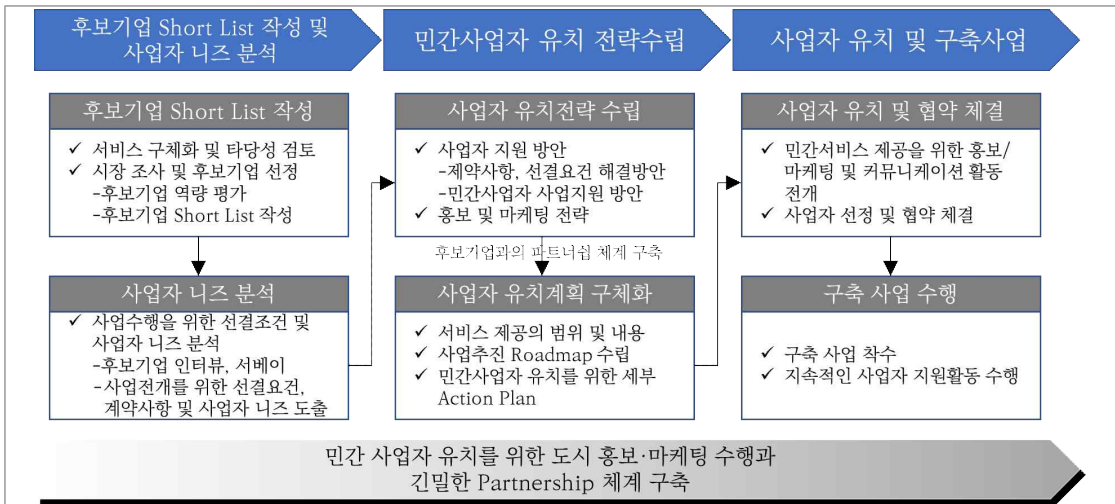 후보기업 Short List 작성 및
사업자 니즈 분석
민간사업자 유치 전략수립
사업자 유치 및 구축사업
후보기업 Short List 작성
✓ 서비스 구체화 및 타당성 검토
✓ 시장 조사 및 후보기업 선정
-후보기업 역량 평가
-후보기업 Short List 작성
사업자 니즈 분석
✓ 사업수행을 위한 선결조건 및
사업자 니즈 분석
-후보기업 인터뷰, 서베이
-사업전개를 위한 선결요건,
계약사항 및 사업자 니즈 도출
사업자 유치전략 수립
✓ 사업자 지원 방안
-제약사항, 선결요건 해결방안
-민간사업자 사업지원 방안
✓ 홍보 및 마케팅 전략
후보기업과의 파트너쉽 체계 구축
사업자 유치계획 구체화
✓ 서비스 제공의 범위 및 내용
✓ 사업추진 Roadmap 수립
✓ 민간사업자 유치를 위한 세부
Action Plan
사업자 유치 및 협약 체결
✓ 민간서비스 제공을 위한 홍보/
마케팅 및 커뮤니케이션 활동
전개
✓ 사업자 선정 및 협약 체결
구축 사업 수행
✓ 구축 사업 착수
✓ 지속적인 사업자 지원활동 수행
민간 사업자 유치를 위한 도시 홍보·마케팅 수행과
긴밀한 Partnership 체계 구축